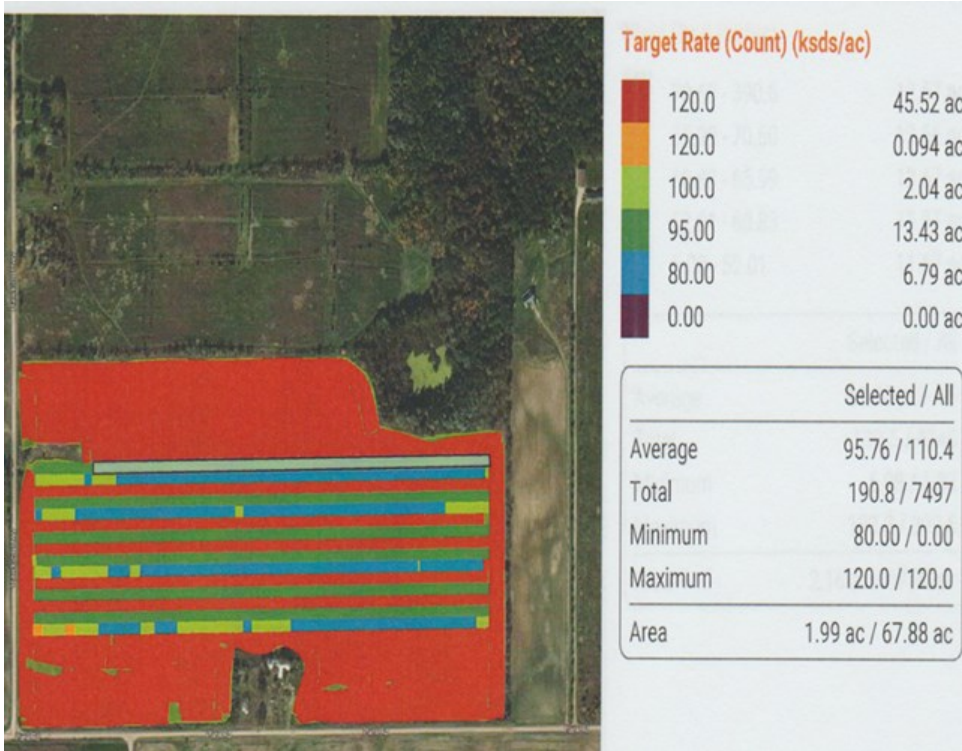 Target Rate (Count) (ksds/ac)
120.0 45.52 ac
120.0 0.094 ac
100.0 2.04 ac
95.00 13.43 ac
80.00 6.79 ac
0.00 0.00 ac
Selected / All
Average 95.76 / 110.4
Total 190.8 / 7497
Minimum 80.00 / 0.00
Maximum 120.0 / 120.0
Area 1.99 ac / 67.88 ac